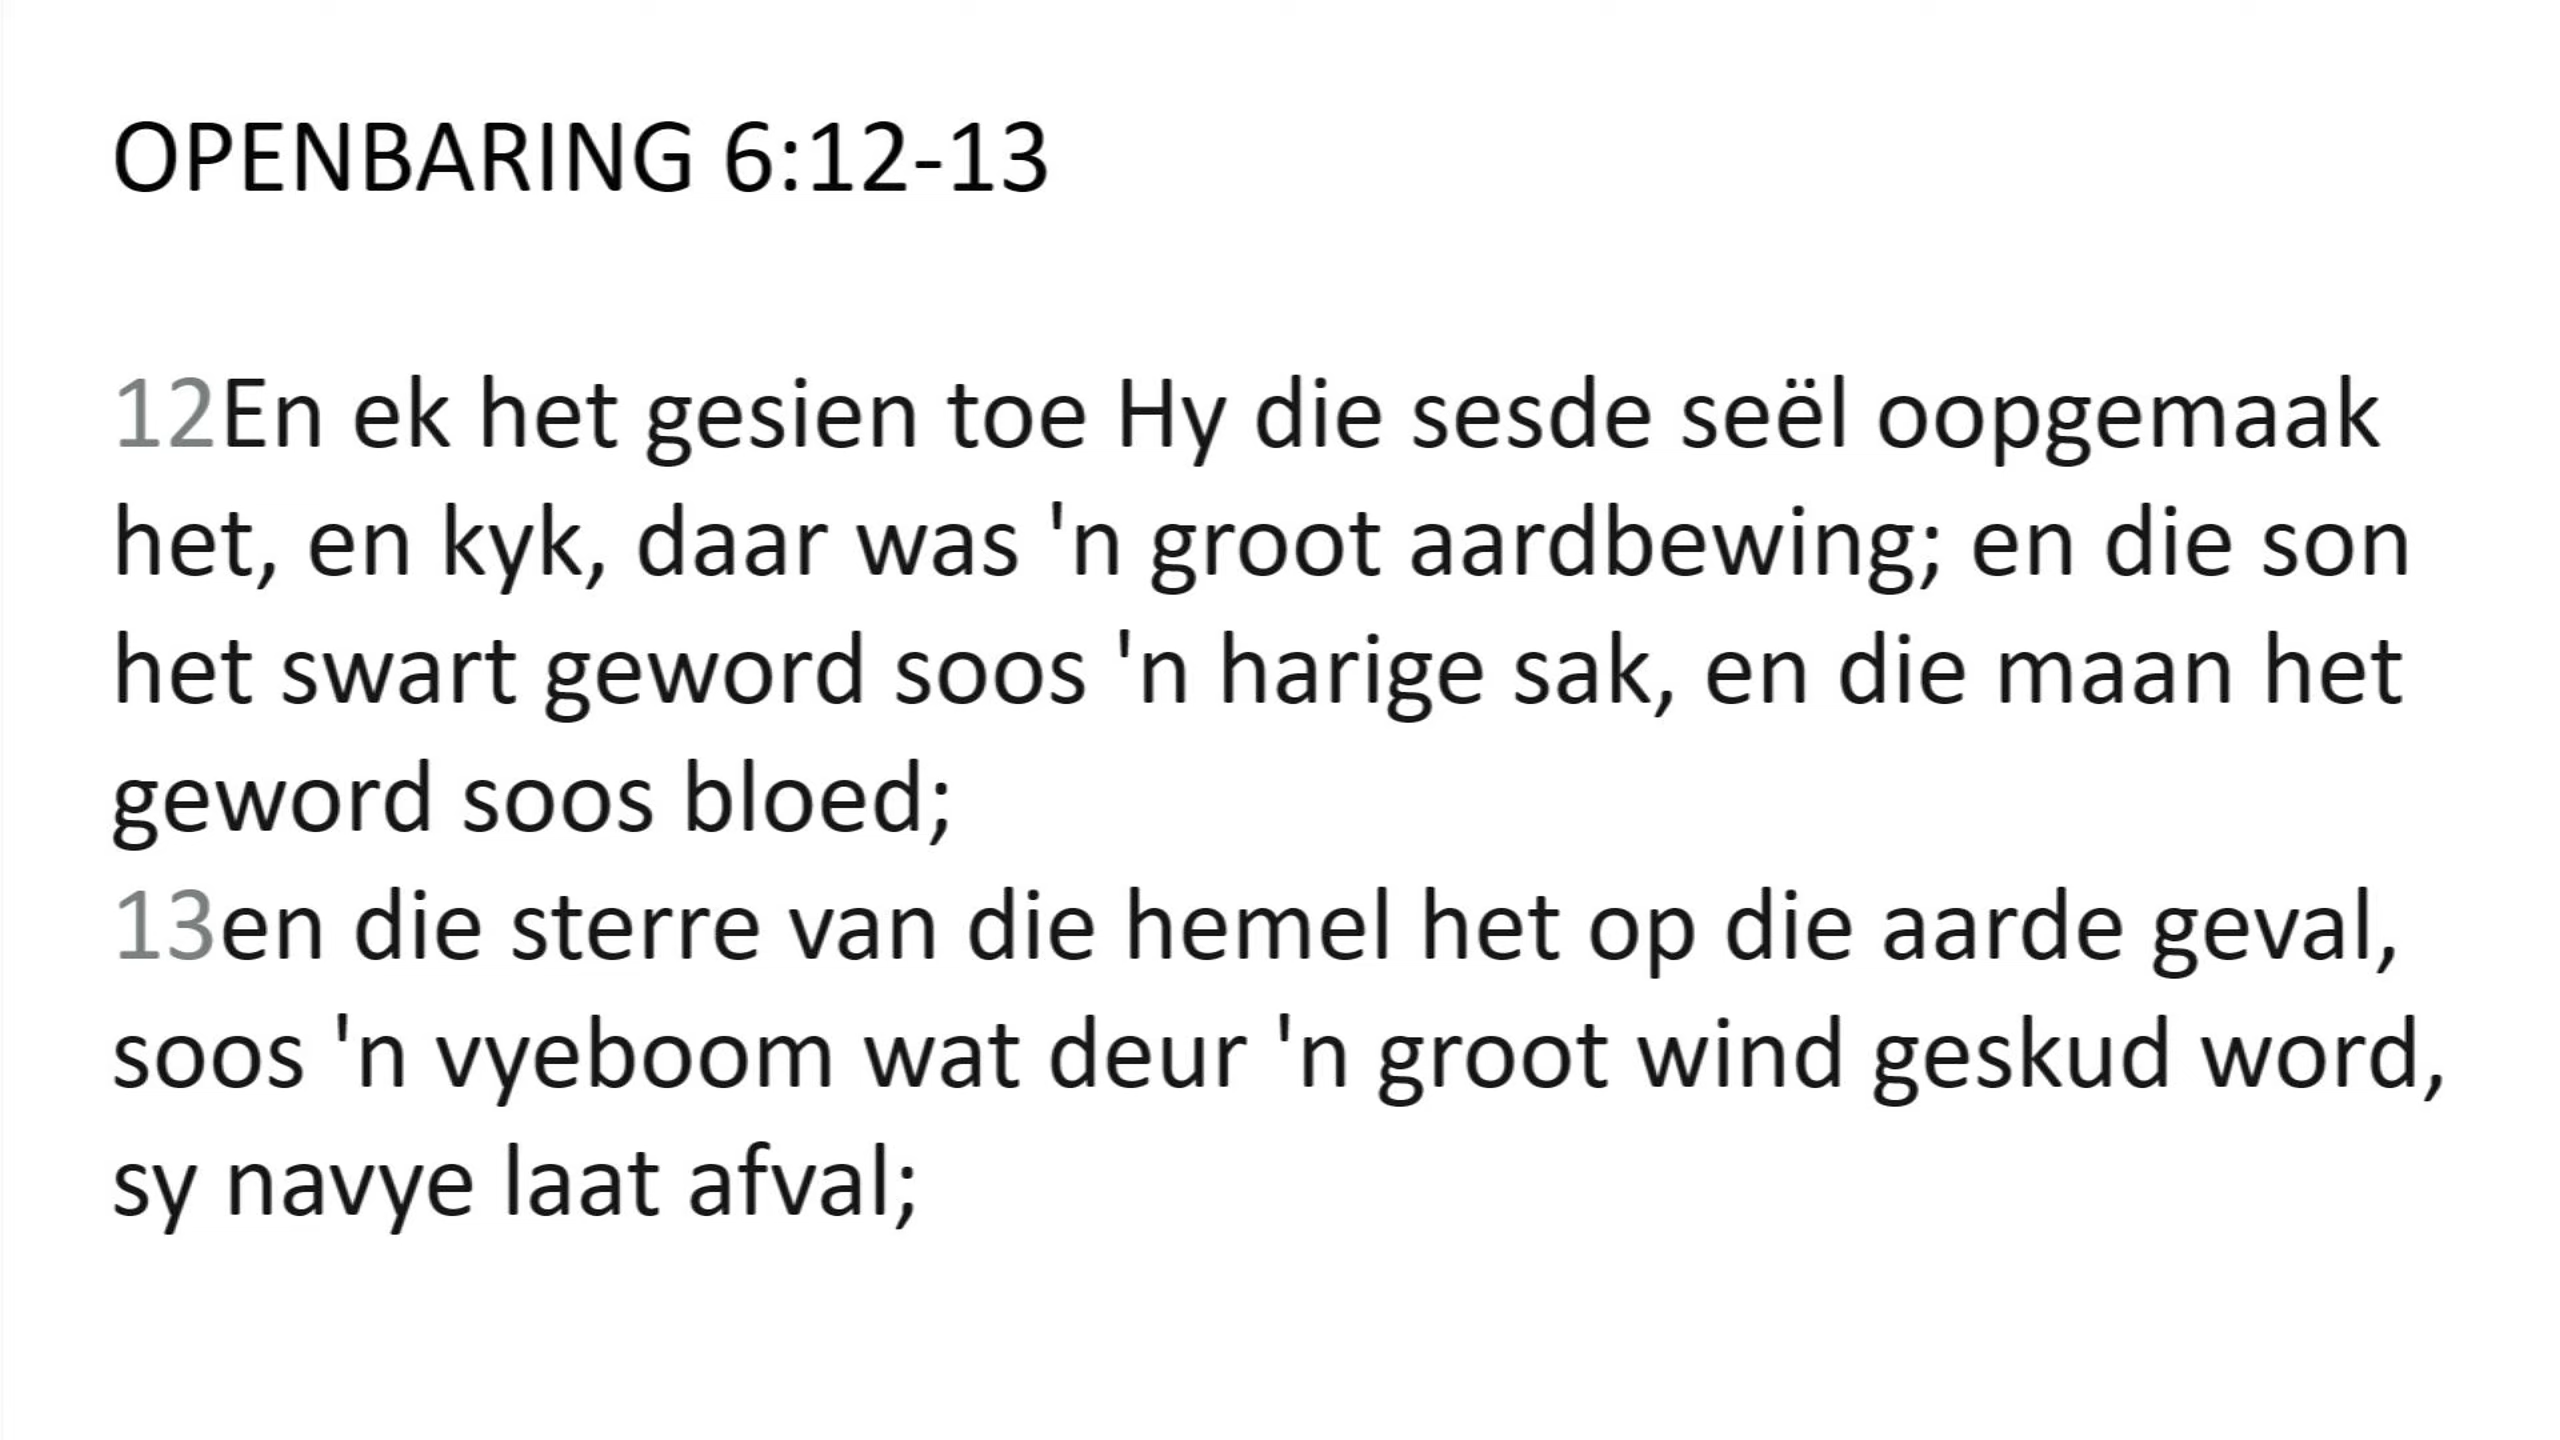 OPENBARING 6:12-13
12En ek het gesien toe Hy die sesde seël oopgemaak
het, en kyk, daar was 'n groot aardbewing; en die son
het swart geword soos 'n harige sak, en die maan het
geword soos bloed;
13en die sterre van die hemel het op die aarde geval,
soos 'n vyeboom wat deur 'n groot wind geskud word,
sy navye laat afval;